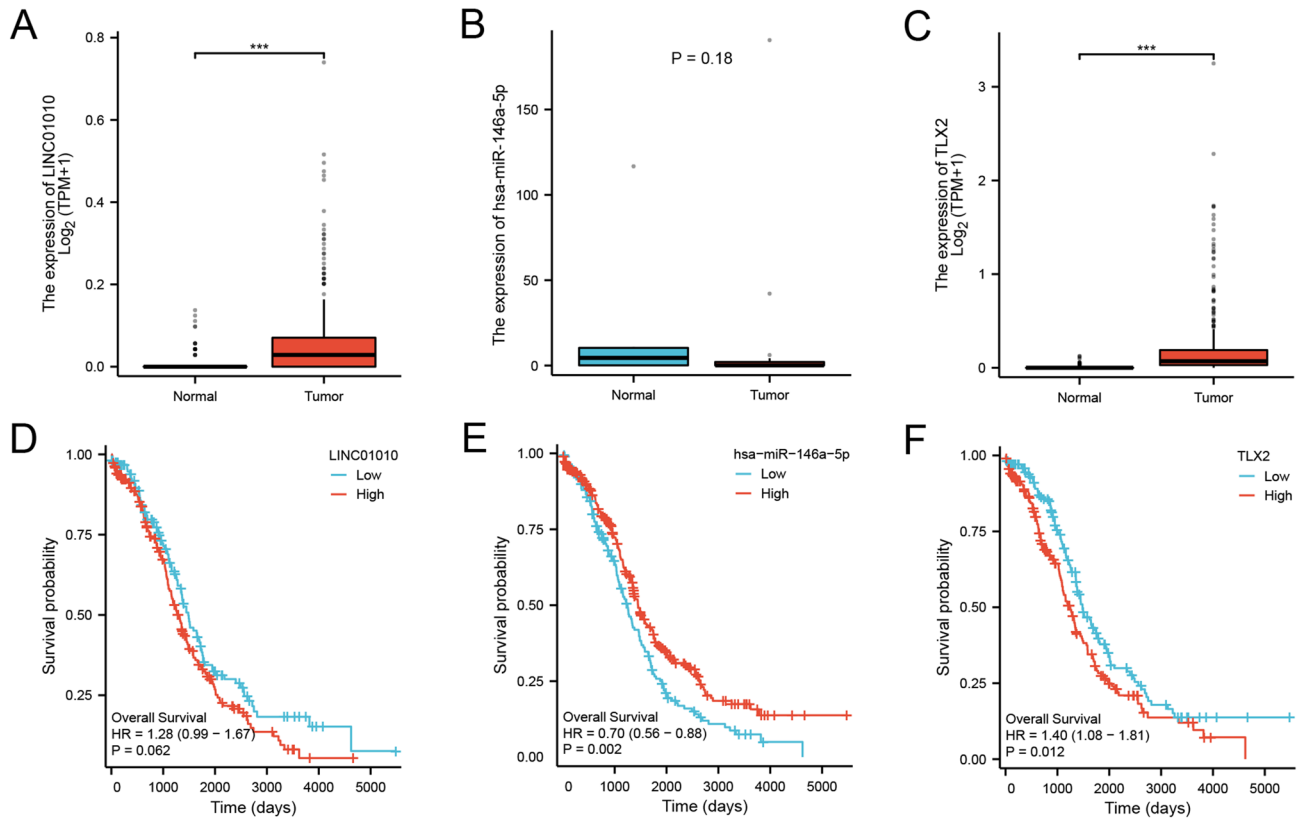 A
The expression of LINC01010
Log2 (TPM+1)
0.8
0.6
0.4
0.2
0.0
***
Normal
Tumor
B
The expression of hsa-miR-146a-5p
150
100
50
0
P = 0.18
Normal
Tumor
C
The expression of TLX2
Log2 (TPM+1)
3
2
1
0
***
Normal
Tumor
D
Survival probability
1.00
0.75
0.50
0.25
0.00
LINC01010
Low
High
Overall Survival
HR = 1.28 (0.99 − 1.67)
P = 0.062
0 1000 2000 3000 4000 5000
Time (days)
E
Survival probability
1.00
0.75
0.50
0.25
0.00
hsa−miR−146a−5p
Low
High
Overall Survival
HR = 0.70 (0.56 − 0.88)
P = 0.002
0 1000 2000 3000 4000 5000
Time (days)
F
Survival probability
1.00
0.75
0.50
0.25
0.00
TLX2
Low
High
Overall Survival
HR = 1.40 (1.08 − 1.81)
P = 0.012
0 1000 2000 3000 4000 5000
Time (days)